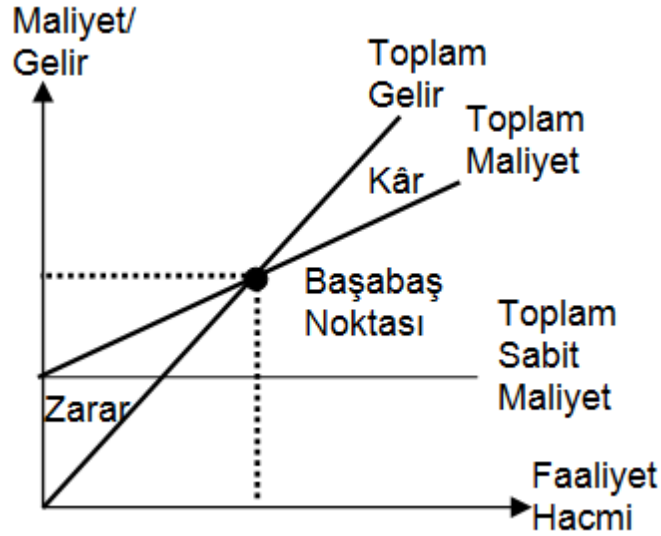 Maliyet/
Gelir
Toplam
Gelir
Toplam
Maliyet
Kâr
Başabaş
Noktası
Toplam
Sabit
Maliyet
Zarar
Faaliyet
Hacmi